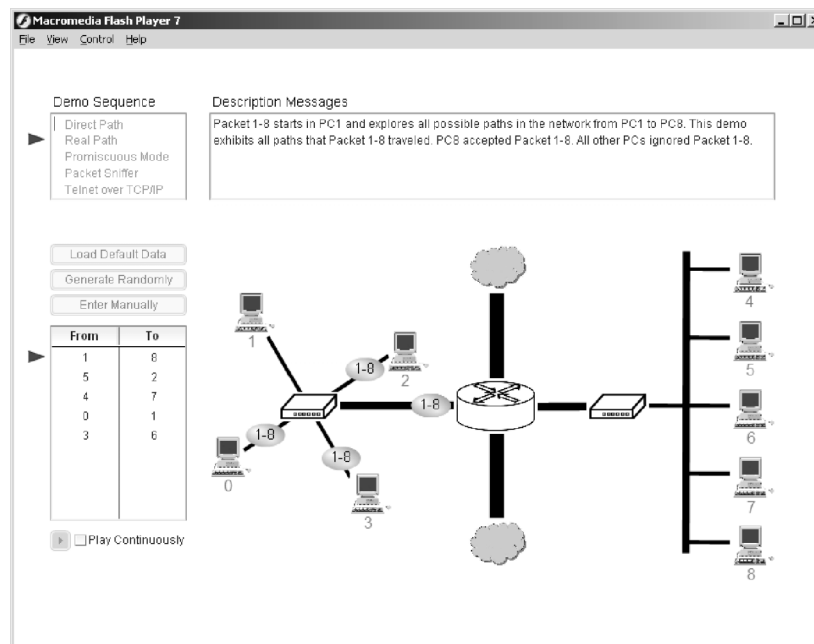 Macromedia Flash Player 7
File View Control Help
Demo Sequence
Direct Path
Real Path
Promiscuous Mode
Packet Sniffer
Telnet over TCP/IP
Description Messages
Packet 1-8 starts in PC1 and explores all possible paths in the network from PC1 to PC8. This demo
exhibits all paths that Packet 1-8 traveled. PC8 accepted Packet 1-8. All other PCs ignored Packet 1-8.
Load Default Data
Generate Randomly
Enter Manually
From To
1 8
5 2
4 7
0 1
3 6
Play Continuously
1
2
1-8
1-8
1-8
1-8
0
3
4
5
6
7
8